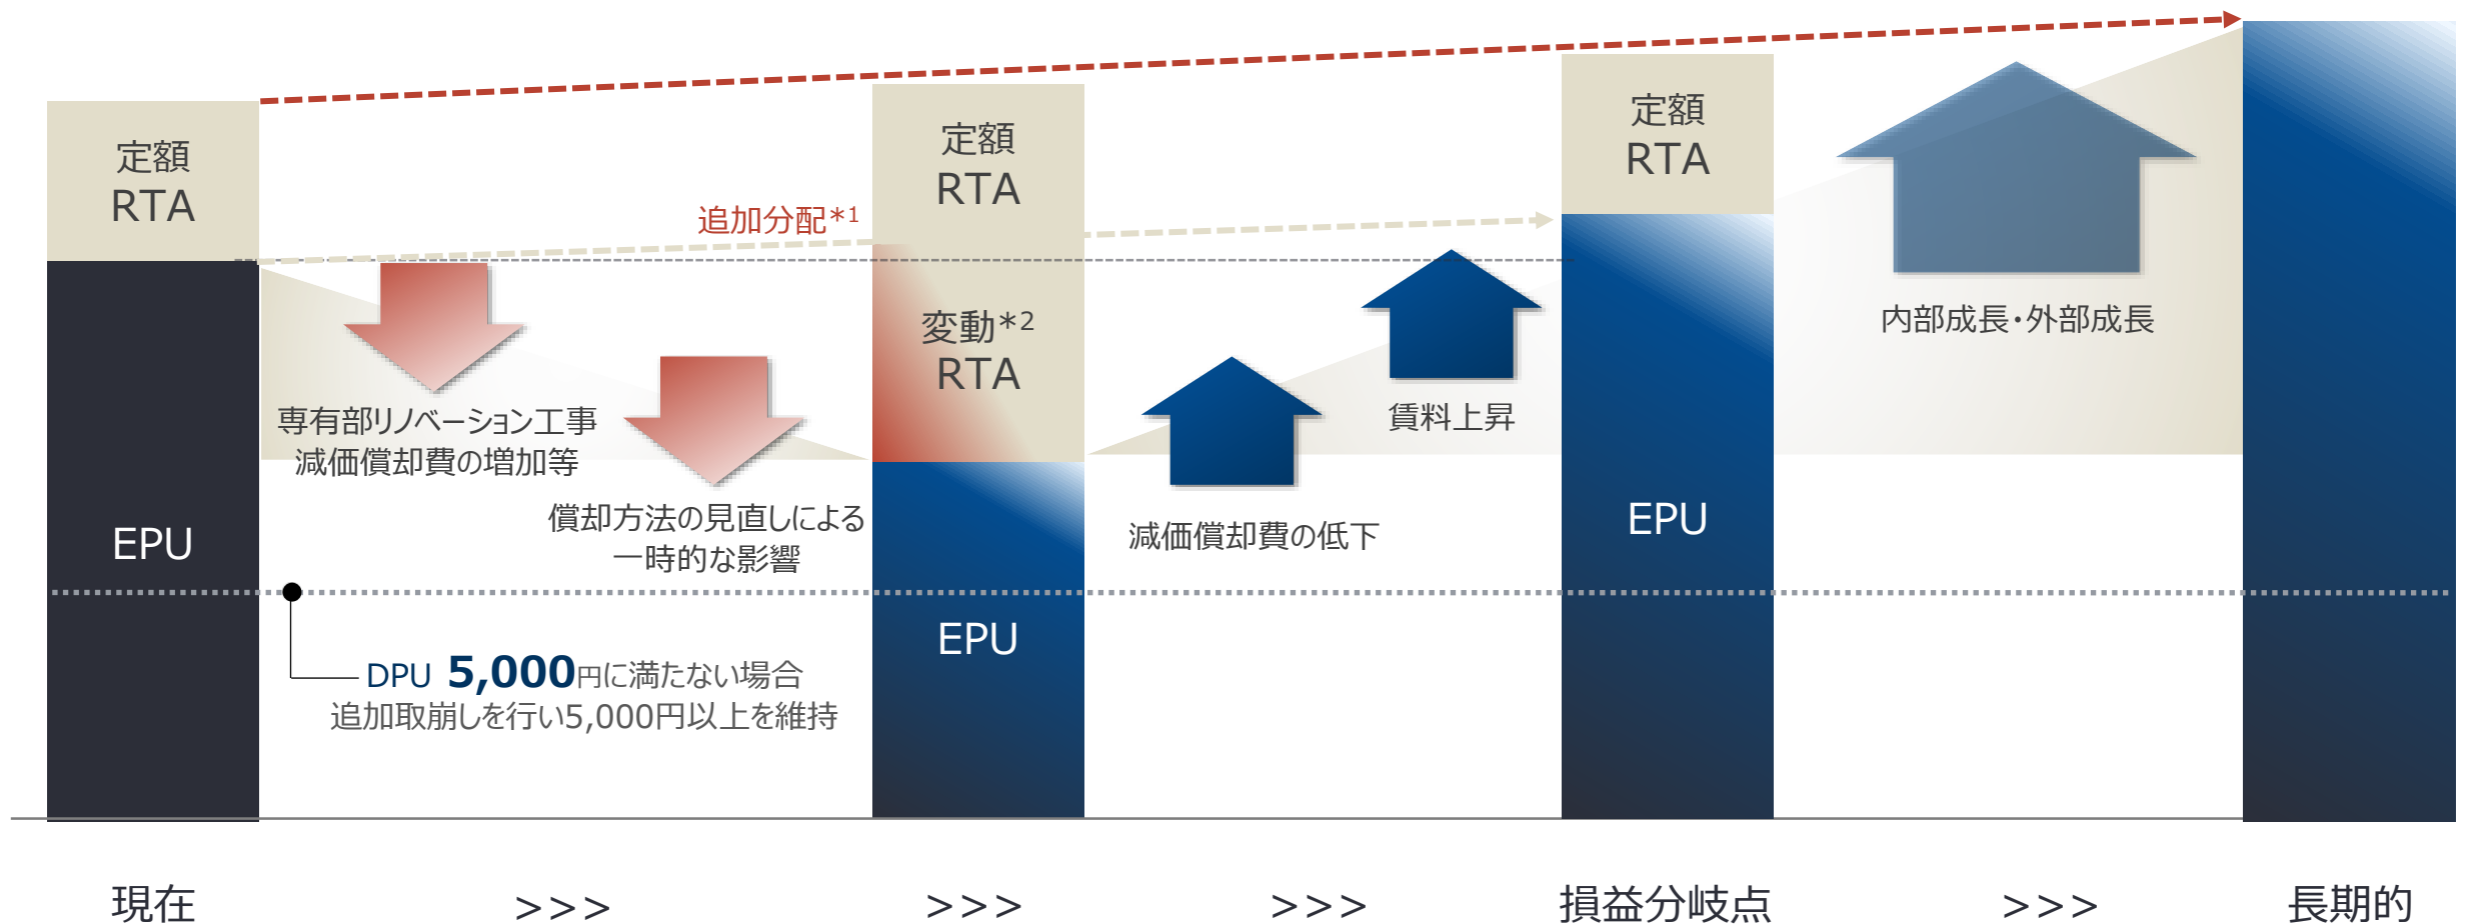 定額
RTA
EPU
追加分配*1
専有部リノベーション工事
減価償却費の増加等
償却方法の見直しによる
一時的な影響
DPU 5,000円に満たない場合
追加取崩しを行い5,000円以上を維持
定額
RTA
変動*2
RTA
EPU
減価償却費の低下
賃料上昇
定額
RTA
EPU
内部成長・外部成長
現在
>>>
>>>
>>>
損益分岐点
>>>
長期的